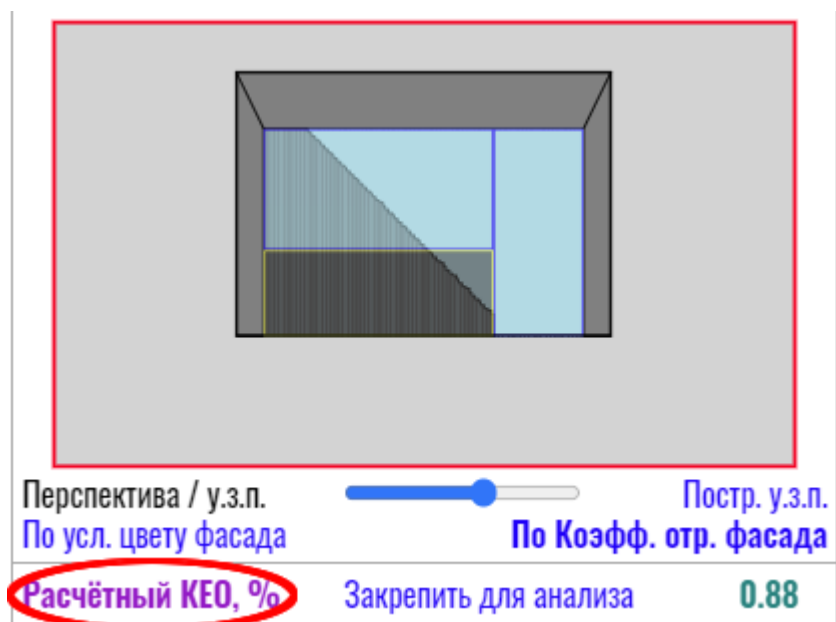 Перспектива / у.з.п. Постр. у.з.п.
По усл. цвету фасада По Коэфф. отр. фасада
Расчётный КЕО, % Закрепить для анализа 0.88